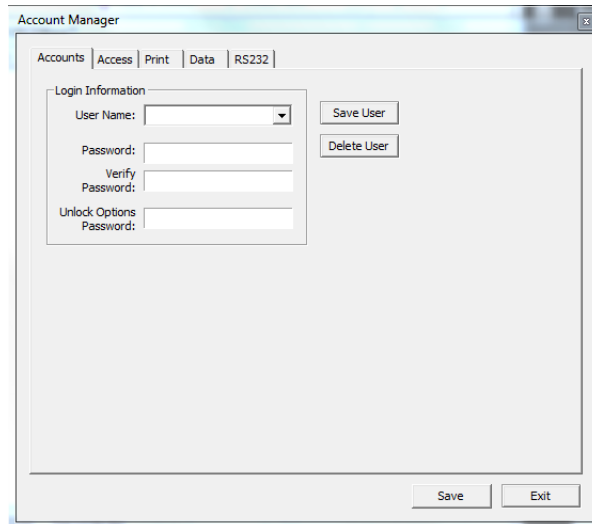 Account Manager
Accounts Access Print Data RS232
Login Information
User Name:
Save User
Password:
Delete User
Verify
Password:
Unlock Options
Password:
Save Exit